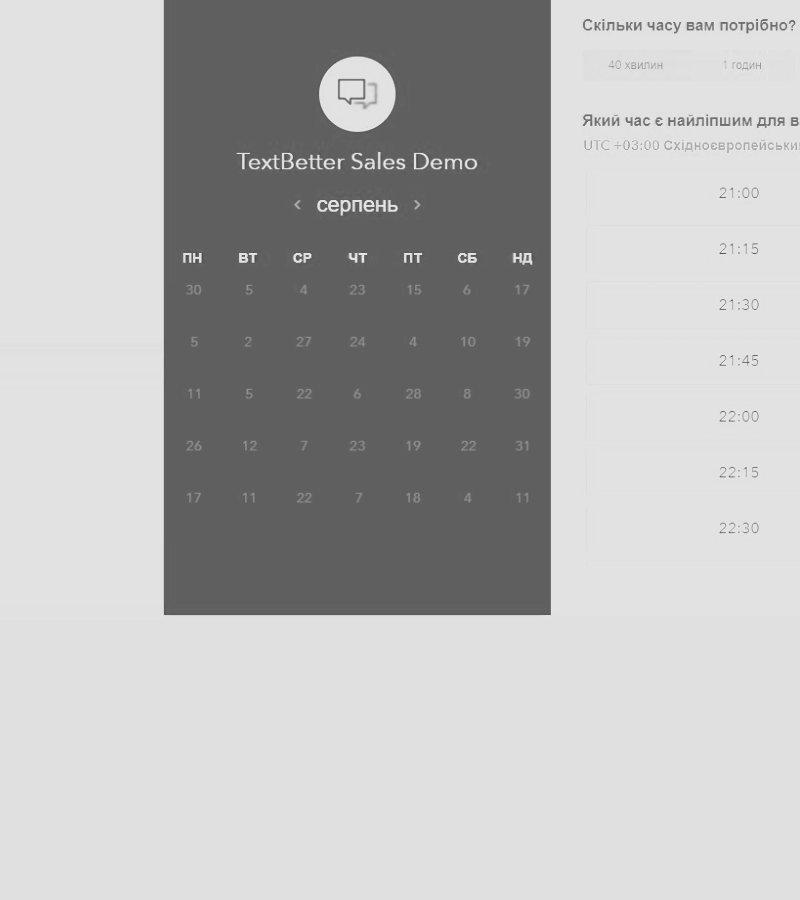 TextBetter Sales Demo
серпень
ПН ВТ СР ЧТ ПТ СБ НД
30 5 4 23 15 6 17
5 2 27 24 4 10 19
11 5 22 6 28 8 30
26 12 7 23 19 22 31
17 11 22 7 18 4 11
Скільки часу вам потрібно?
40 хвилин 1 годин
Який час є найліпшим для в
UTC +03:00 Східноєвропейськи
21:00
21:15
21:30
21:45
22:00
22:15
22:30